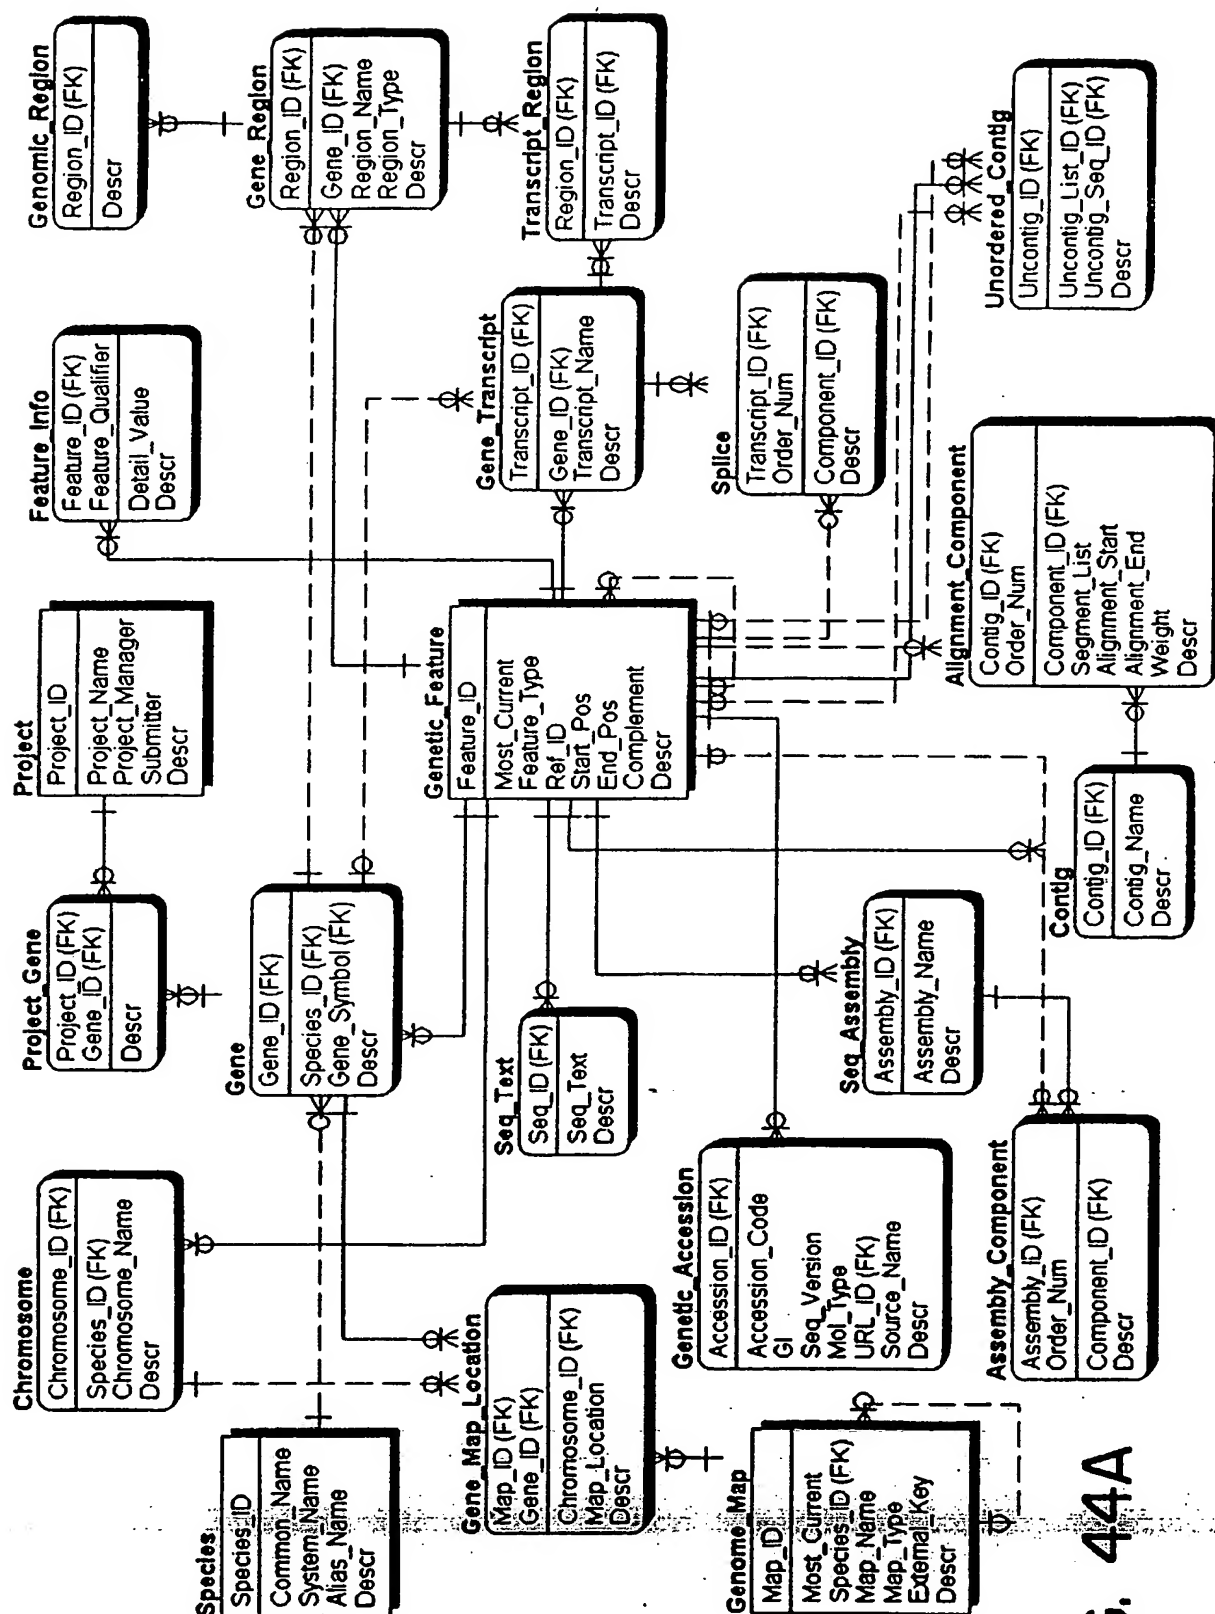 Species
Species_ID
Common_Name
System_Name
Alias_Name
Descr
Chromosome
Chromosome_ID (FK)
Species_ID (FK)
Chromosome_Name
Descr
Project_Gene
Project_ID (FK)
Gene_ID (FK)
Descr
Project
Project_ID
Project_Name
Project_Manager
Submitter
Descr
Feature_Info
Feature_ID (FK)
Feature_Qualifier
Detail_Value
Descr
Genomic_Region
Region_ID (FK)
Descr
Gene_Map_Location
Map_ID (FK)
Gene_ID (FK)
Chromosome_ID (FK)
Map_Location
Descr
Gene
Gene_ID (FK)
Species_ID (FK)
Gene_Symbol (FK)
Descr
Gene_Region
Region_ID (FK)
Gene_ID (FK)
Region_Name
Region_Type
Descr
Seq_Text
Seq_ID (FK)
Seq_Text
Descr
Genetic_Feature
Feature_ID
Most_Current
Feature_Type
Ref_ID
Start_Pos
End_Pos
Complement
Descr
Gene_Transcript
Transcript_ID (FK)
Gene_ID (FK)
Transcript_Name
Descr
Transcript_Region
Region_ID (FK)
Transcript_ID (FK)
Descr
Genome_Map
Map_ID
Most_Current
Species_ID (FK)
Map_Name
Map_Type
External_Key
Descr
Genetic_Accession
Accession_ID (FK)
Accession_Code
GI
Seq_Version
Mol_Type
URL_ID (FK)
Source_Name
Descr
Seq_Assembly
Assembly_ID (FK)
Assembly_Name
Descr
Splice
Transcript_ID (FK)
Order_Num
Component_ID (FK)
Descr
Assembly_Component
Assembly_ID (FK)
Order_Num
Component_ID (FK)
Descr
Contig
Contig_ID (FK)
Contig_Name
Descr
Alignment_Component
Contig_ID (FK)
Order_Num
Component_ID (FK)
Segment_List
Alignment_Start
Alignment_End
Weight
Descr
Unordered_Contig
Uncontig_ID (FK)
Uncontig_List_ID (FK)
Uncontig_Seq_ID (FK)
Descr
44A